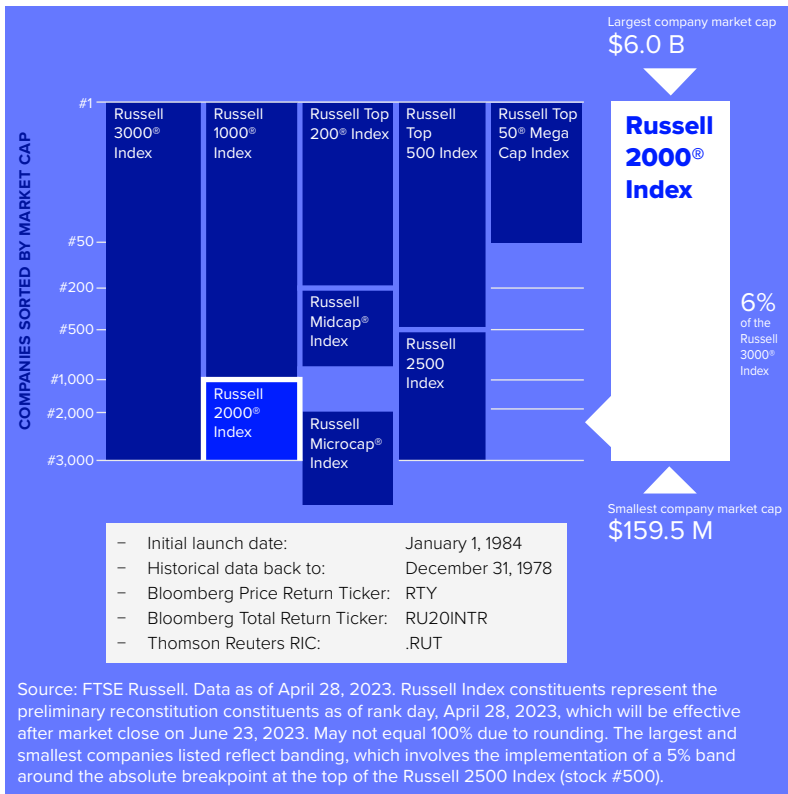 Largest company market cap
$6.0 B
COMPANIES SORTED BY MARKET CAP
#1
#50
#200
#500
#1,000
#2,000
#3,000
Russell
3000®
Index
Russell
1000®
Index
Russell
2000®
Index
Russell Top
200® Index
Russell
Midcap®
Index
Russell
Microcap®
Index
Russell
Top
500 Index
Russell
2500
Index
Russell Top
50® Mega
Cap Index
Russell
2000®
Index
6%
of the
Russell
3000®
Index
Smallest company market cap
$159.5 M
– Initial launch date: January 1, 1984
– Historical data back to: December 31, 1978
– Bloomberg Price Return Ticker: RTY
– Bloomberg Total Return Ticker: RU20INTR
– Thomson Reuters RIC: .RUT
Source: FTSE Russell. Data as of April 28, 2023. Russell Index constituents represent the
preliminary reconstitution constituents as of rank day, April 28, 2023, which will be effective
after market close on June 23, 2023. May not equal 100% due to rounding. The largest and
smallest companies listed reflect banding, which involves the implementation of a 5% band
around the absolute breakpoint at the top of the Russell 2500 Index (stock #500).